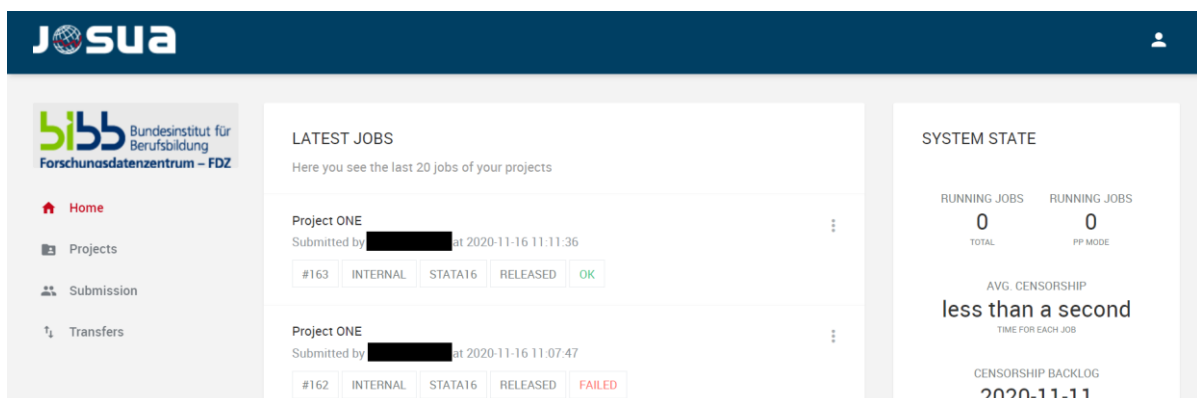 Josua
bibb Bundesinstitut für
Berufsbildung
Forschungsdatenzentrum – FDZ
Home
Projects
Submission
Transfers
LATEST JOBS
Here you see the last 20 jobs of your projects
Project ONE
Submitted by at 2020-11-16 11:11:36
#163 INTERNAL STATA16 RELEASED OK
Project ONE
Submitted by at 2020-11-16 11:07:47
#162 INTERNAL STATA16 RELEASED FAILED
SYSTEM STATE
RUNNING JOBS RUNNING JOBS
0 0
TOTAL PP MODE
AVG. CENSORSHIP
less than a second
TIME FOR EACH JOB
CENSORSHIP BACKLOG
2020-11-11